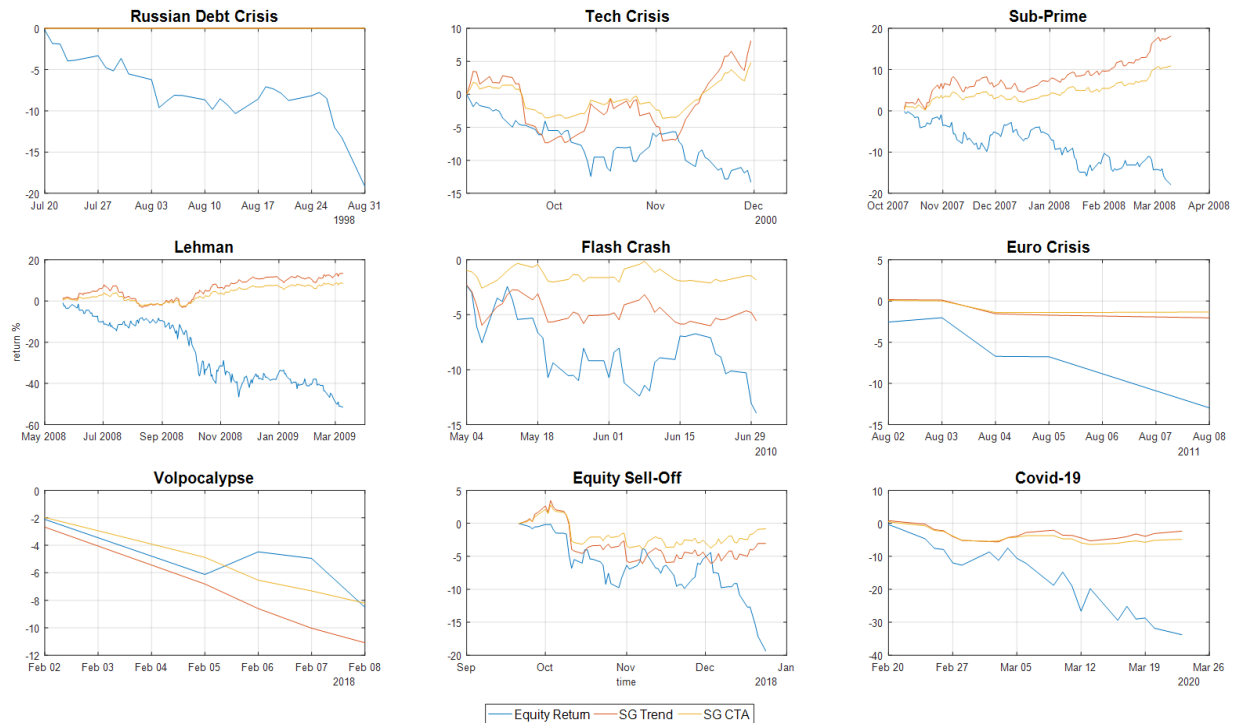 Russian Debt Crisis
0
-5
-10
-15
-20
Jul 20 Jul 27 Aug 03 Aug 10 Aug 17 Aug 24 Aug 31
1998
Tech Crisis
10
5
0
-5
-10
-15
Oct Nov Dec
2000
Sub-Prime
20
10
0
-10
-20
Oct 2007 Nov 2007 Dec 2007 Jan 2008 Feb 2008 Mar 2008 Apr 2008
Lehman
return %
20
0
-20
-40
-60
May 2008 Jul 2008 Sep 2008 Nov 2008 Jan 2009 Mar 2009
Flash Crash
0
-5
-10
-15
May 04 May 18 Jun 01 Jun 15 Jun 29
2010
Euro Crisis
5
0
-5
-10
-15
Aug 02 Aug 03 Aug 04 Aug 05 Aug 06 Aug 07 Aug 08
2011
Volpocalypse
0
-2
-4
-6
-8
-10
-12
Feb 02 Feb 03 Feb 04 Feb 05 Feb 06 Feb 07 Feb 08
2018
Equity Sell-Off
5
0
-5
-10
-15
-20
Sep Oct Nov Dec Jan
time 2018
Covid-19
10
0
-10
-20
-30
-40
Feb 20 Feb 27 Mar 05 Mar 12 Mar 19 Mar 26
2020
Equity Return SG Trend SG CTA